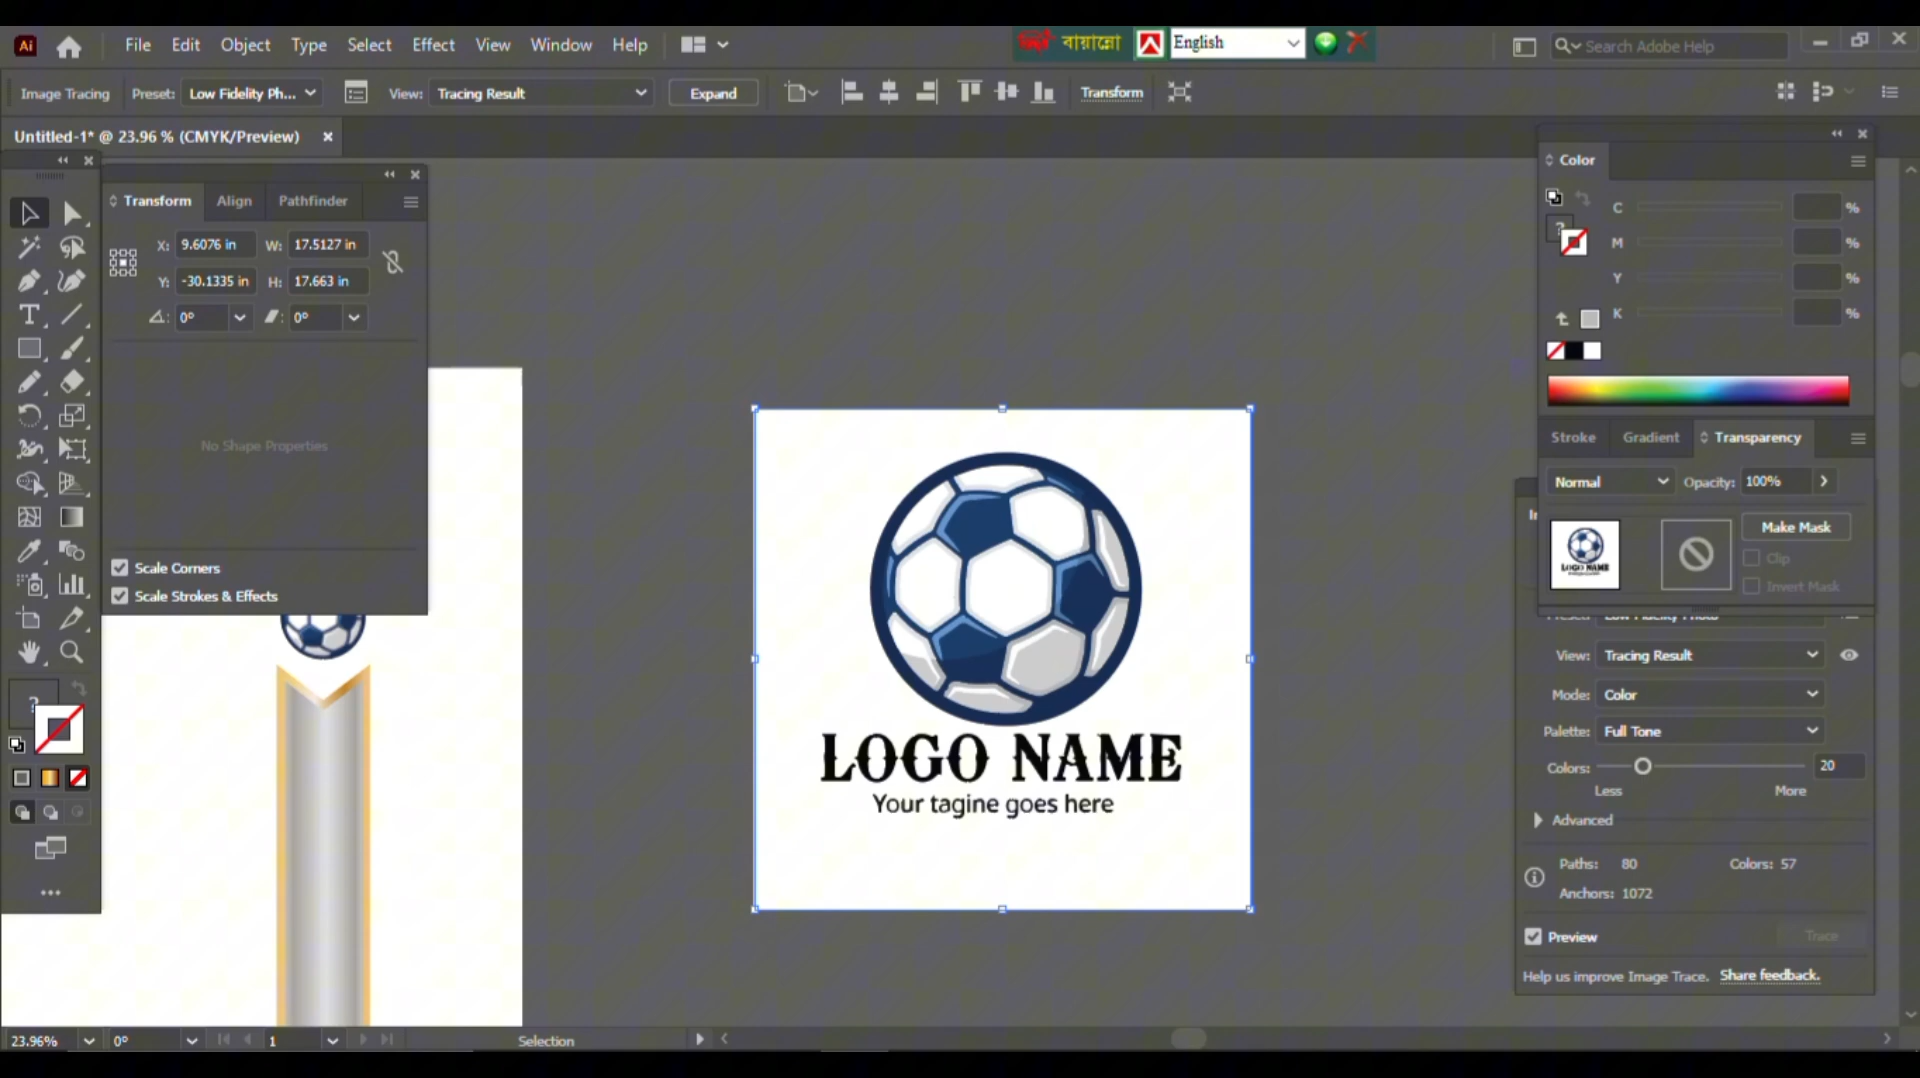 Ai File Edit Object Type Select Effect View Window Help বায়ান্নো English Search Adobe Help
Image Tracing Preset: Low Fidelity Ph... View: Tracing Result Expand Transform
Untitled-1* @ 23.96 % (CMYK/Preview)
Transform Align Pathfinder
X: 9.6076 in W: 17.5127 in
Y: -30.1335 in H: 17.663 in
0° 0°
No Shape Properties
Scale Corners
Scale Strokes & Effects
?
LOGO NAME
Your tagine goes here
Color
C %
M %
Y %
K %
?
Stroke Gradient Transparency
Normal Opacity: 100%
LOGO NAME
Make Mask
Clip
Invert Mask
View: Tracing Result
Mode: Color
Palette: Full Tone
Colors: 20
Less More
Advanced
Paths: 80 Colors: 57
Anchors: 1072
Preview Trace
Help us improve Image Trace. Share feedback.
23.96% 0° 1 Selection